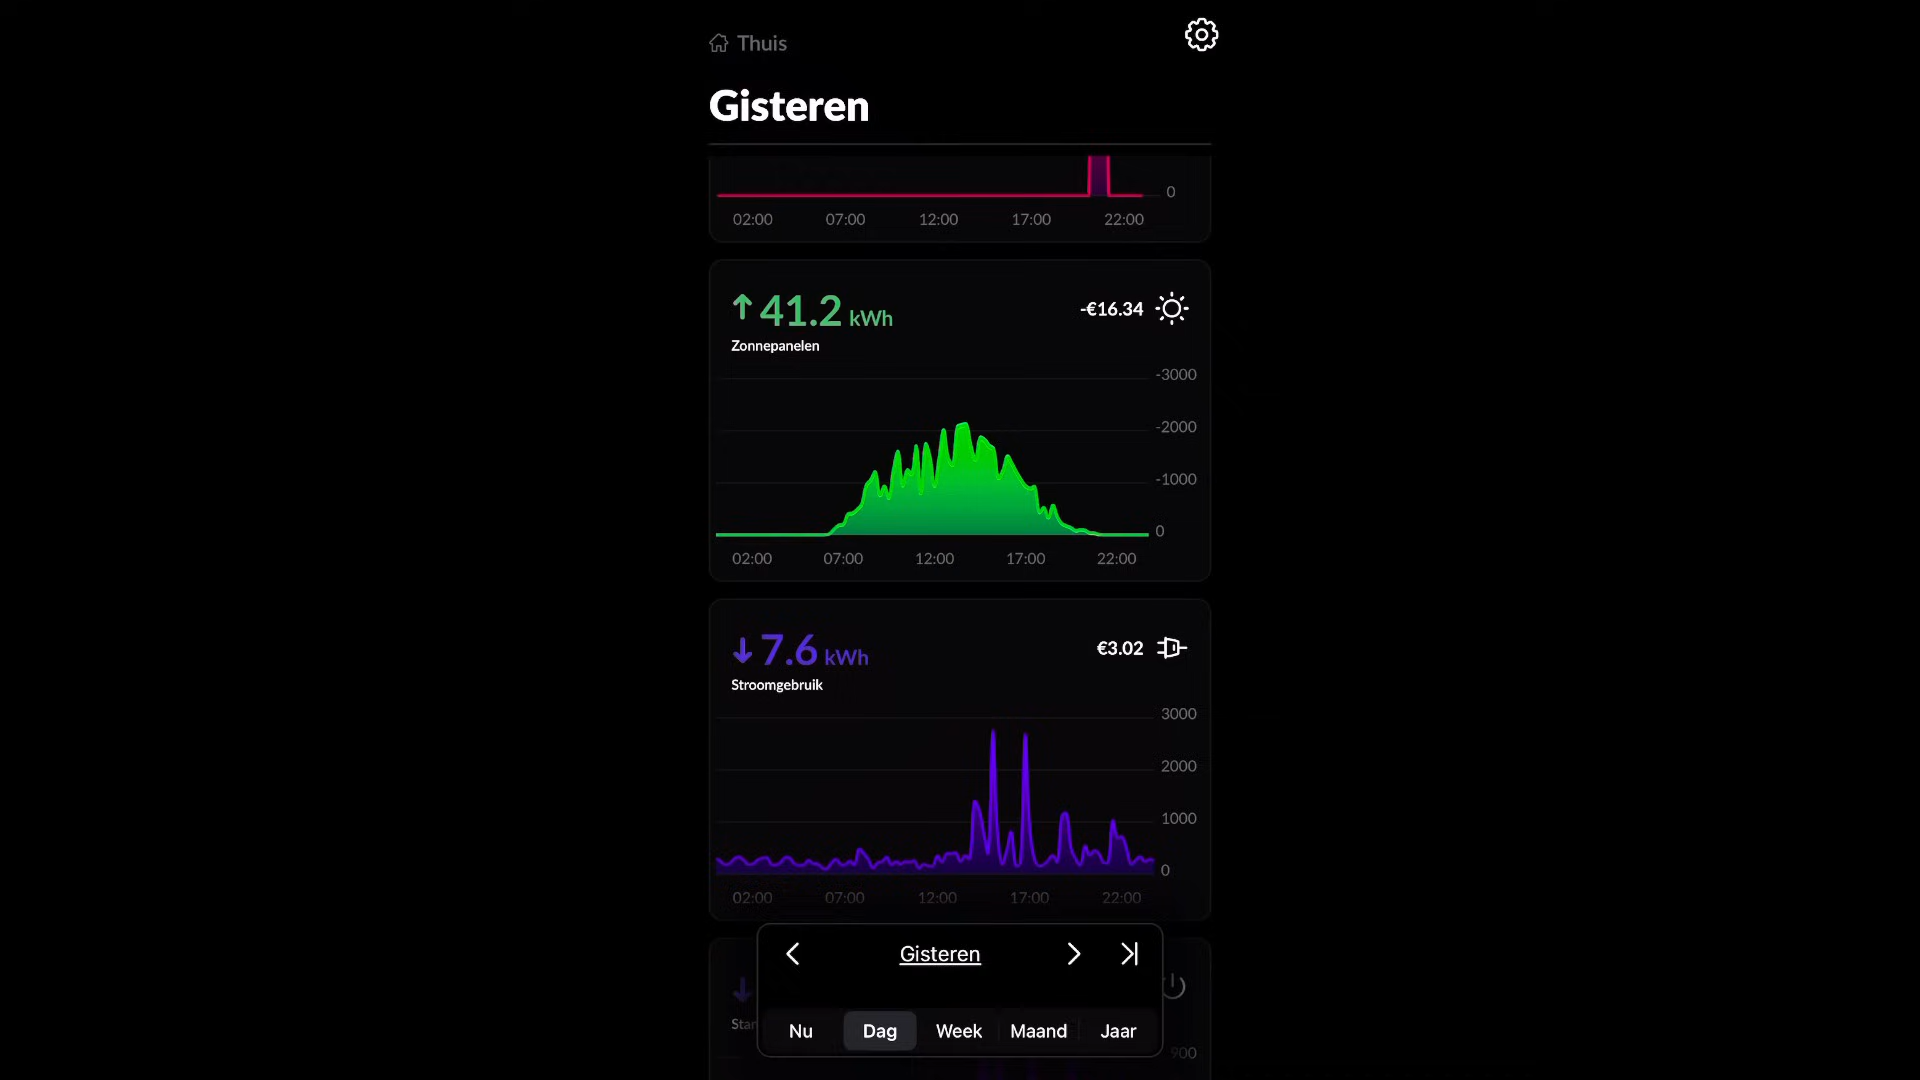 Thuis
Gisteren
0
02:00 07:00 12:00 17:00 22:00
↑41.2 kWh -€16.34
Zonnepanelen
-3000
-2000
-1000
0
02:00 07:00 12:00 17:00 22:00
↓7.6 kWh €3.02
Stroomgebruik
3000
2000
1000
0
02:00 07:00 12:00 17:00 22:00
Gisteren
Nu Dag Week Maand Jaar
900